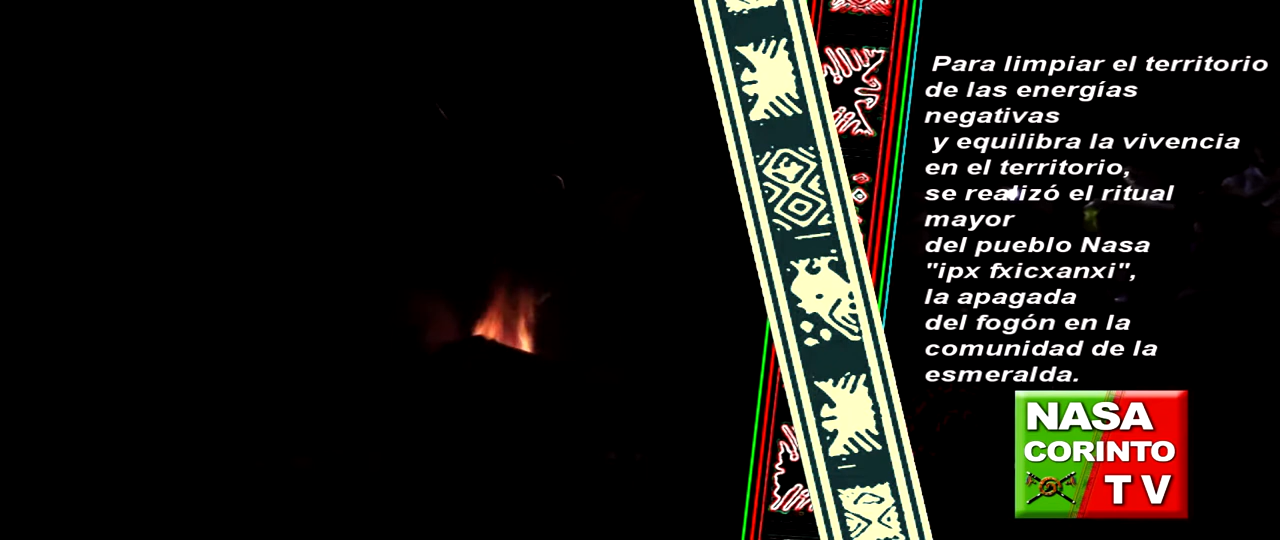 Para limpiar el territorio
de las energías
negativas
y equilibra la vivencia
en el territorio,
se realizó el ritual
mayor
del pueblo Nasa
"ipx fxicxanxi",
la apagada
del fogón en la
comunidad de la
esmeralda.
NASA
CORINTO
TV